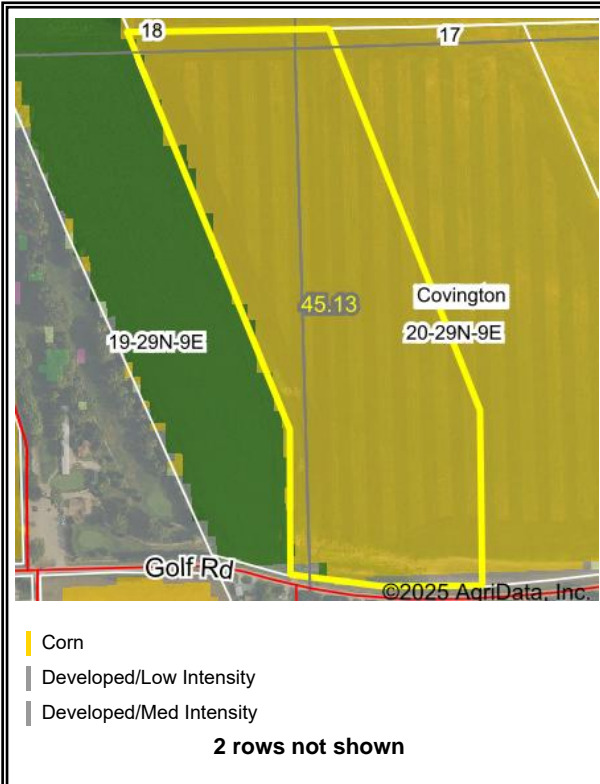 18
17
45.13
Covington
19-29N-9E
20-29N-9E
Golf Rd
©2025 AgriData, Inc.
Corn
Developed/Low Intensity
Developed/Med Intensity
2 rows not shown